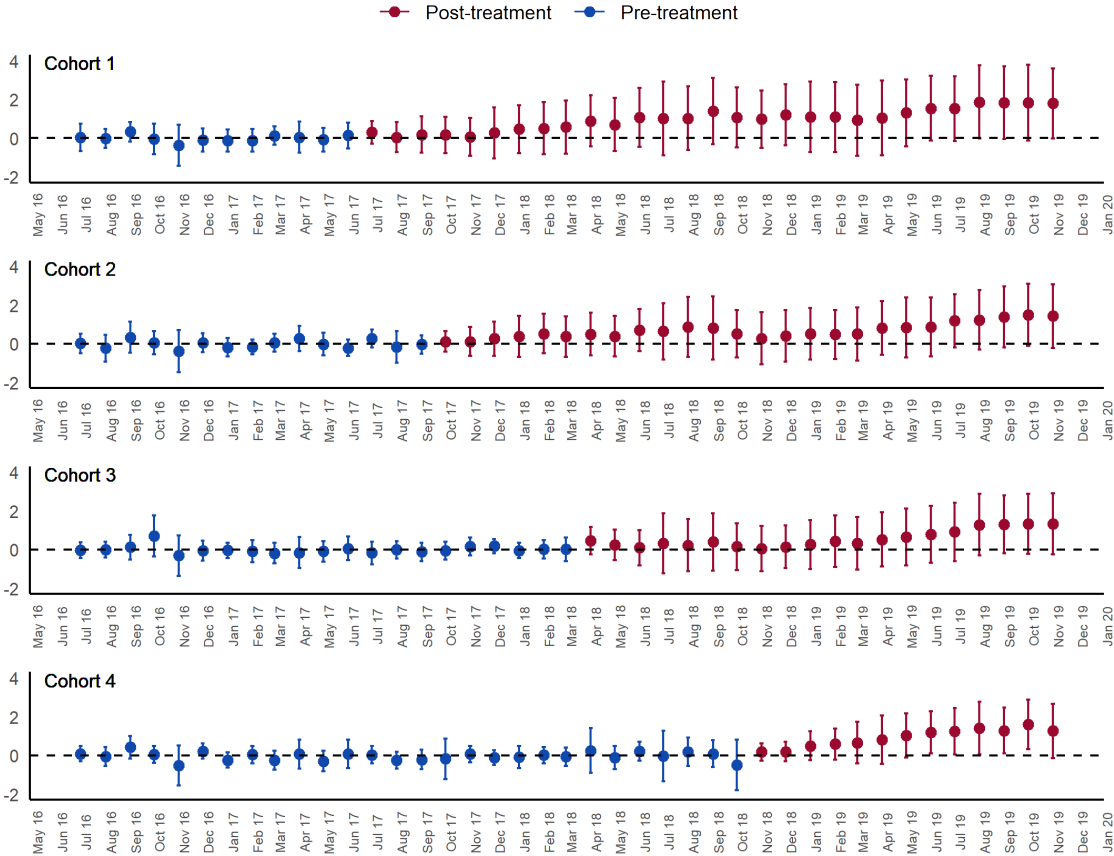 Post-treatment Pre-treatment
Cohort 1
4
2
0
-2
May 16 Jun 16 Jul 16 Aug 16 Sep 16 Oct 16 Nov 16 Dec 16 Jan 17 Feb 17 Mar 17 Apr 17 May 17 Jun 17 Jul 17 Aug 17 Sep 17 Oct 17 Nov 17 Dec 17 Jan 18 Feb 18 Mar 18 Apr 18 May 18 Jun 18 Jul 18 Aug 18 Sep 18 Oct 18 Nov 18 Dec 18 Jan 19 Feb 19 Mar 19 Apr 19 May 19 Jun 19 Jul 19 Aug 19 Sep 19 Oct 19 Nov 19 Dec 19 Jan 20
Cohort 2
4
2
0
-2
May 16 Jun 16 Jul 16 Aug 16 Sep 16 Oct 16 Nov 16 Dec 16 Jan 17 Feb 17 Mar 17 Apr 17 May 17 Jun 17 Jul 17 Aug 17 Sep 17 Oct 17 Nov 17 Dec 17 Jan 18 Feb 18 Mar 18 Apr 18 May 18 Jun 18 Jul 18 Aug 18 Sep 18 Oct 18 Nov 18 Dec 18 Jan 19 Feb 19 Mar 19 Apr 19 May 19 Jun 19 Jul 19 Aug 19 Sep 19 Oct 19 Nov 19 Dec 19 Jan 20
Cohort 3
4
2
0
-2
May 16 Jun 16 Jul 16 Aug 16 Sep 16 Oct 16 Nov 16 Dec 16 Jan 17 Feb 17 Mar 17 Apr 17 May 17 Jun 17 Jul 17 Aug 17 Sep 17 Oct 17 Nov 17 Dec 17 Jan 18 Feb 18 Mar 18 Apr 18 May 18 Jun 18 Jul 18 Aug 18 Sep 18 Oct 18 Nov 18 Dec 18 Jan 19 Feb 19 Mar 19 Apr 19 May 19 Jun 19 Jul 19 Aug 19 Sep 19 Oct 19 Nov 19 Dec 19 Jan 20
Cohort 4
4
2
0
-2
May 16 Jun 16 Jul 16 Aug 16 Sep 16 Oct 16 Nov 16 Dec 16 Jan 17 Feb 17 Mar 17 Apr 17 May 17 Jun 17 Jul 17 Aug 17 Sep 17 Oct 17 Nov 17 Dec 17 Jan 18 Feb 18 Mar 18 Apr 18 May 18 Jun 18 Jul 18 Aug 18 Sep 18 Oct 18 Nov 18 Dec 18 Jan 19 Feb 19 Mar 19 Apr 19 May 19 Jun 19 Jul 19 Aug 19 Sep 19 Oct 19 Nov 19 Dec 19 Jan 20